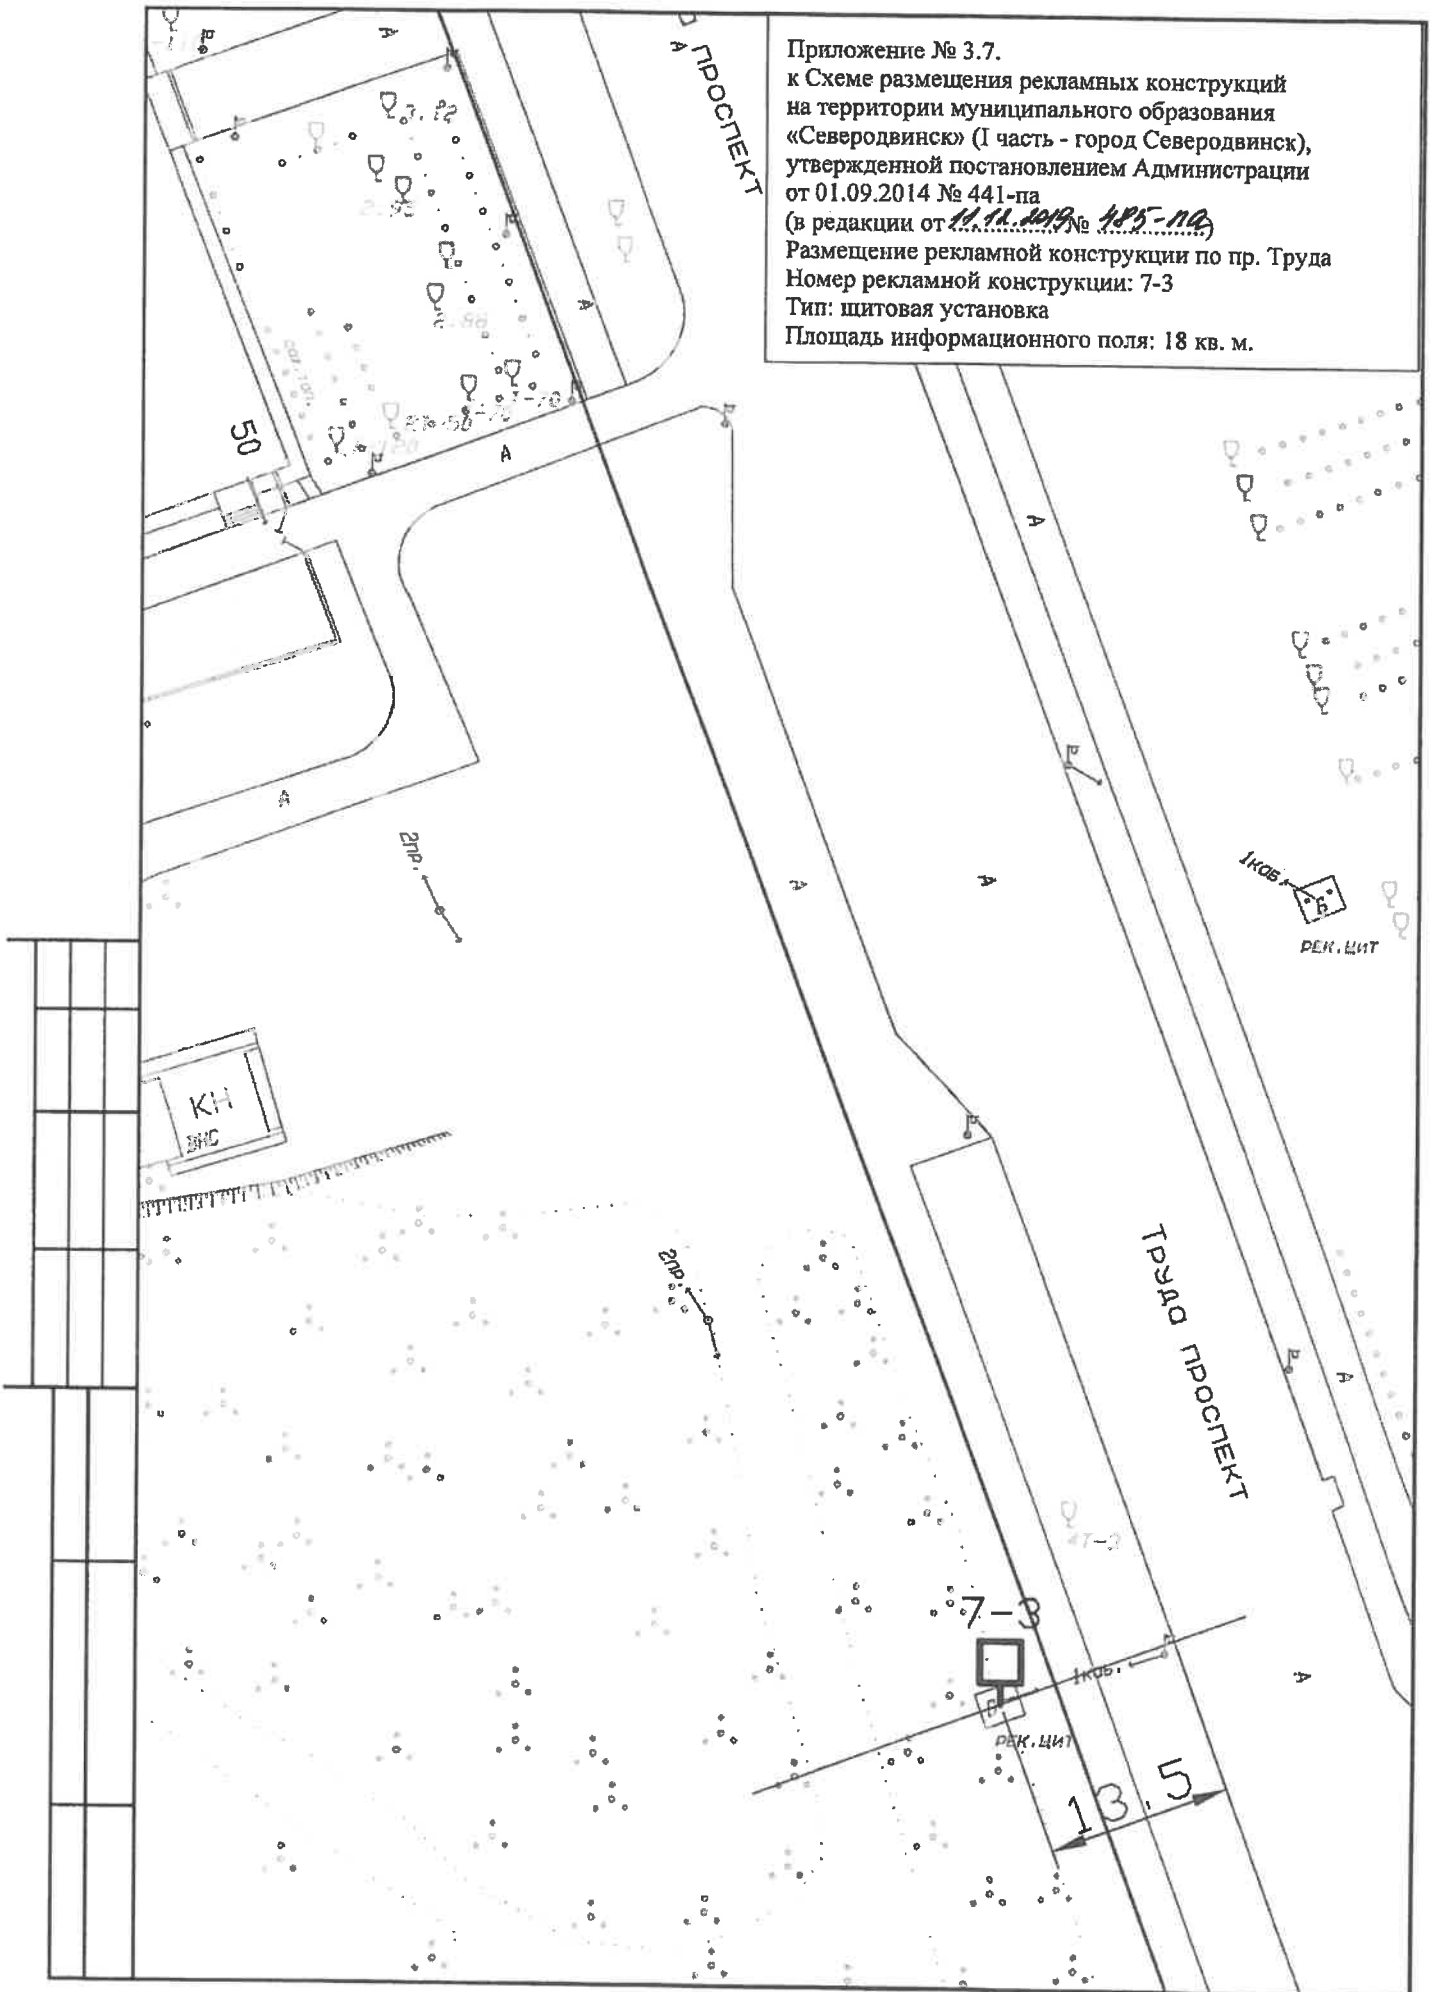 Приложение № 3.7.
к Схеме размещения рекламных конструкций
на территории муниципального образования
«Северодвинск» (I часть - город Северодвинск),
утвержденной постановлением Администрации
от 01.09.2014 № 441-па
(в редакции от 11.12.2019 № 485-па)
Размещение рекламной конструкции по пр. Труда
Номер рекламной конструкции: 7-3
Тип: щитовая установка
Площадь информационного поля: 18 кв. м.
ПРОСПЕКТ
А
А
А
50
А
А
А
2пр.
А
А
1каб.
Б
РЕК.ЩИТ
КН
2пр.
ТРУДА ПРОСПЕКТ
А
7-3
1каб.
А
Б
РЕК.ЩИТ
13.5